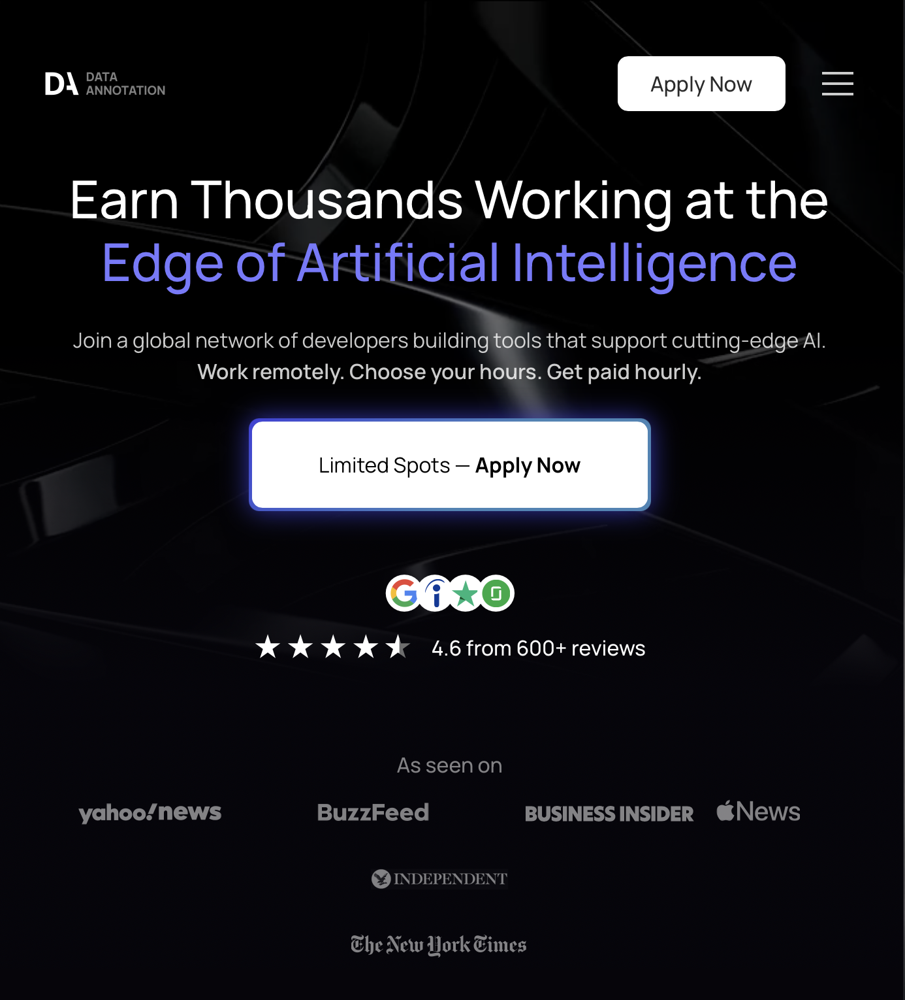 DA DATA
ANNOTATION
Apply Now
Earn Thousands Working at the
Edge of Artificial Intelligence
Join a global network of developers building tools that support cutting-edge AI.
Work remotely. Choose your hours. Get paid hourly.
Limited Spots — Apply Now
4.6 from 600+ reviews
As seen on
yahoo!news BuzzFeed BUSINESS INSIDER News
INDEPENDENT
The New York Times